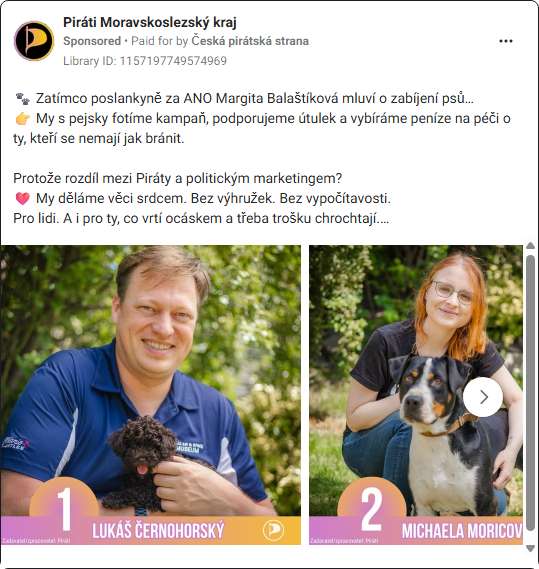 Piráti Moravskoslezský kraj
Sponsored • Paid for by Česká pirátská strana
Library ID: 1157197749574969
🐾 Zatímco poslankyně za ANO Margita Balaštíková mluví o zabíjení psů…
👉 My s pejsky fotíme kampaň, podporujeme útulek a vybíráme peníze na péči o
ty, kteří se nemají jak bránit.
Protože rozdíl mezi Piráty a politickým marketingem?
💖 My děláme věci srdcem. Bez výhružek. Bez vypočítavosti.
Pro lidi. A i pro ty, co vrtí ocáskem a třeba trošku chrochtají.…
MUSEUM
1
LUKÁŠ ČERNOHORSKÝ
Zadavatel/zpracovatel: Piráti
2
MICHAELA MORICOV
Zadavatel/zpracovatel: Piráti